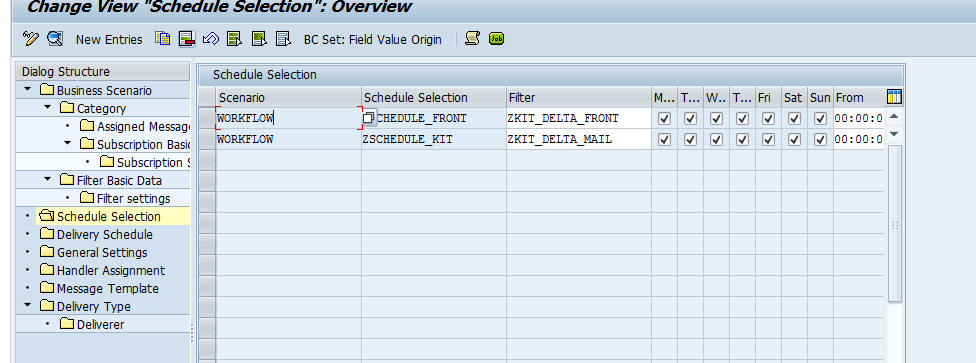 Change View "Schedule Selection": Overview
New Entries BC Set: Field Value Origin
Dialog Structure
Business Scenario
Category
Assigned Message
Subscription Basic
Subscription S
Filter Basic Data
Filter settings
Schedule Selection
Delivery Schedule
General Settings
Handler Assignment
Message Template
Delivery Type
Deliverer
Schedule Selection
Scenario Schedule Selection Filter M... T... W... T... Fri Sat Sun From
WORKFLOW CHEDULE_FRONT ZKIT_DELTA_FRONT 00:00:0
WORKFLOW ZSCHEDULE_KIT ZKIT_DELTA_MAIL 00:00:0